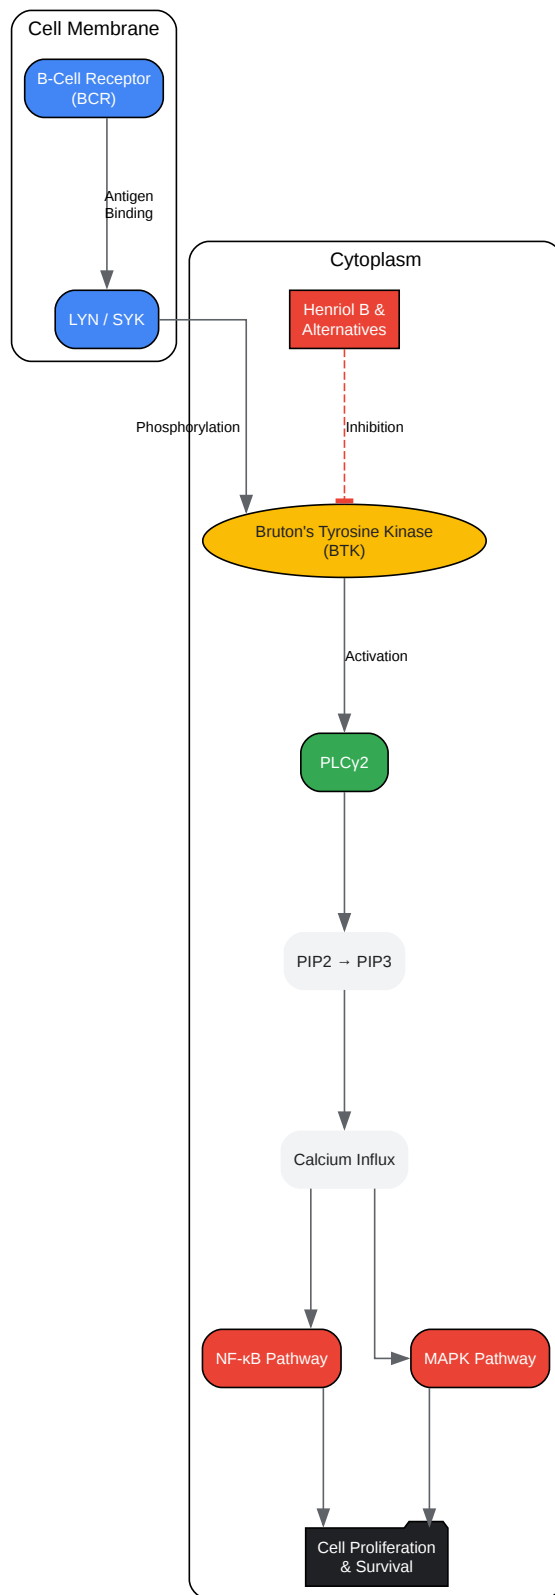 Cell Membrane
B-Cell Receptor
(BCR)
Antigen
Binding
LYN / SYK
Cytoplasm
Henriol B &
Alternatives
Phosphorylation
Inhibition
Bruton's Tyrosine Kinase
(BTK)
Activation
PLCγ2
PIP2 → PIP3
Calcium Influx
NF-κB Pathway
MAPK Pathway
Cell Proliferation
& Survival